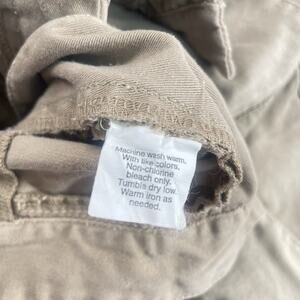 Machine wash warm,
With like colors,
Non-chlorine
bleach only.
Tumble dry low.
Warm iron as
needed.